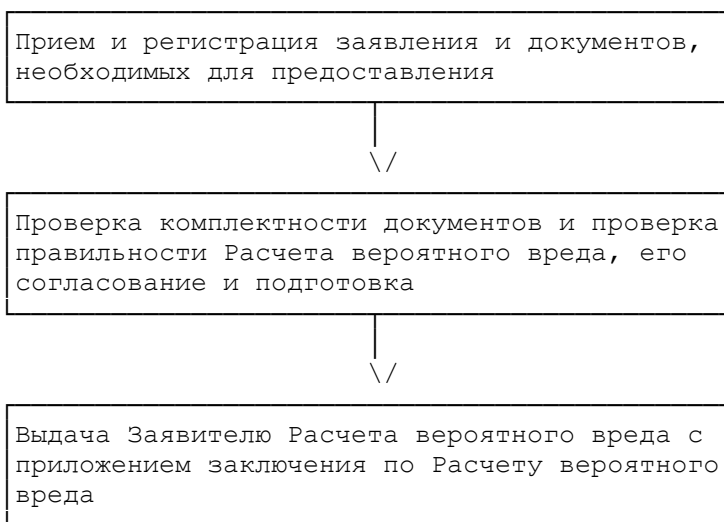 Прием и регистрация заявления и документов,
необходимых для предоставления
\/
Проверка комплектности документов и проверка
правильности Расчета вероятного вреда, его
согласование и подготовка
\/
Выдача Заявителю Расчета вероятного вреда с
приложением заключения по Расчету вероятного
вреда